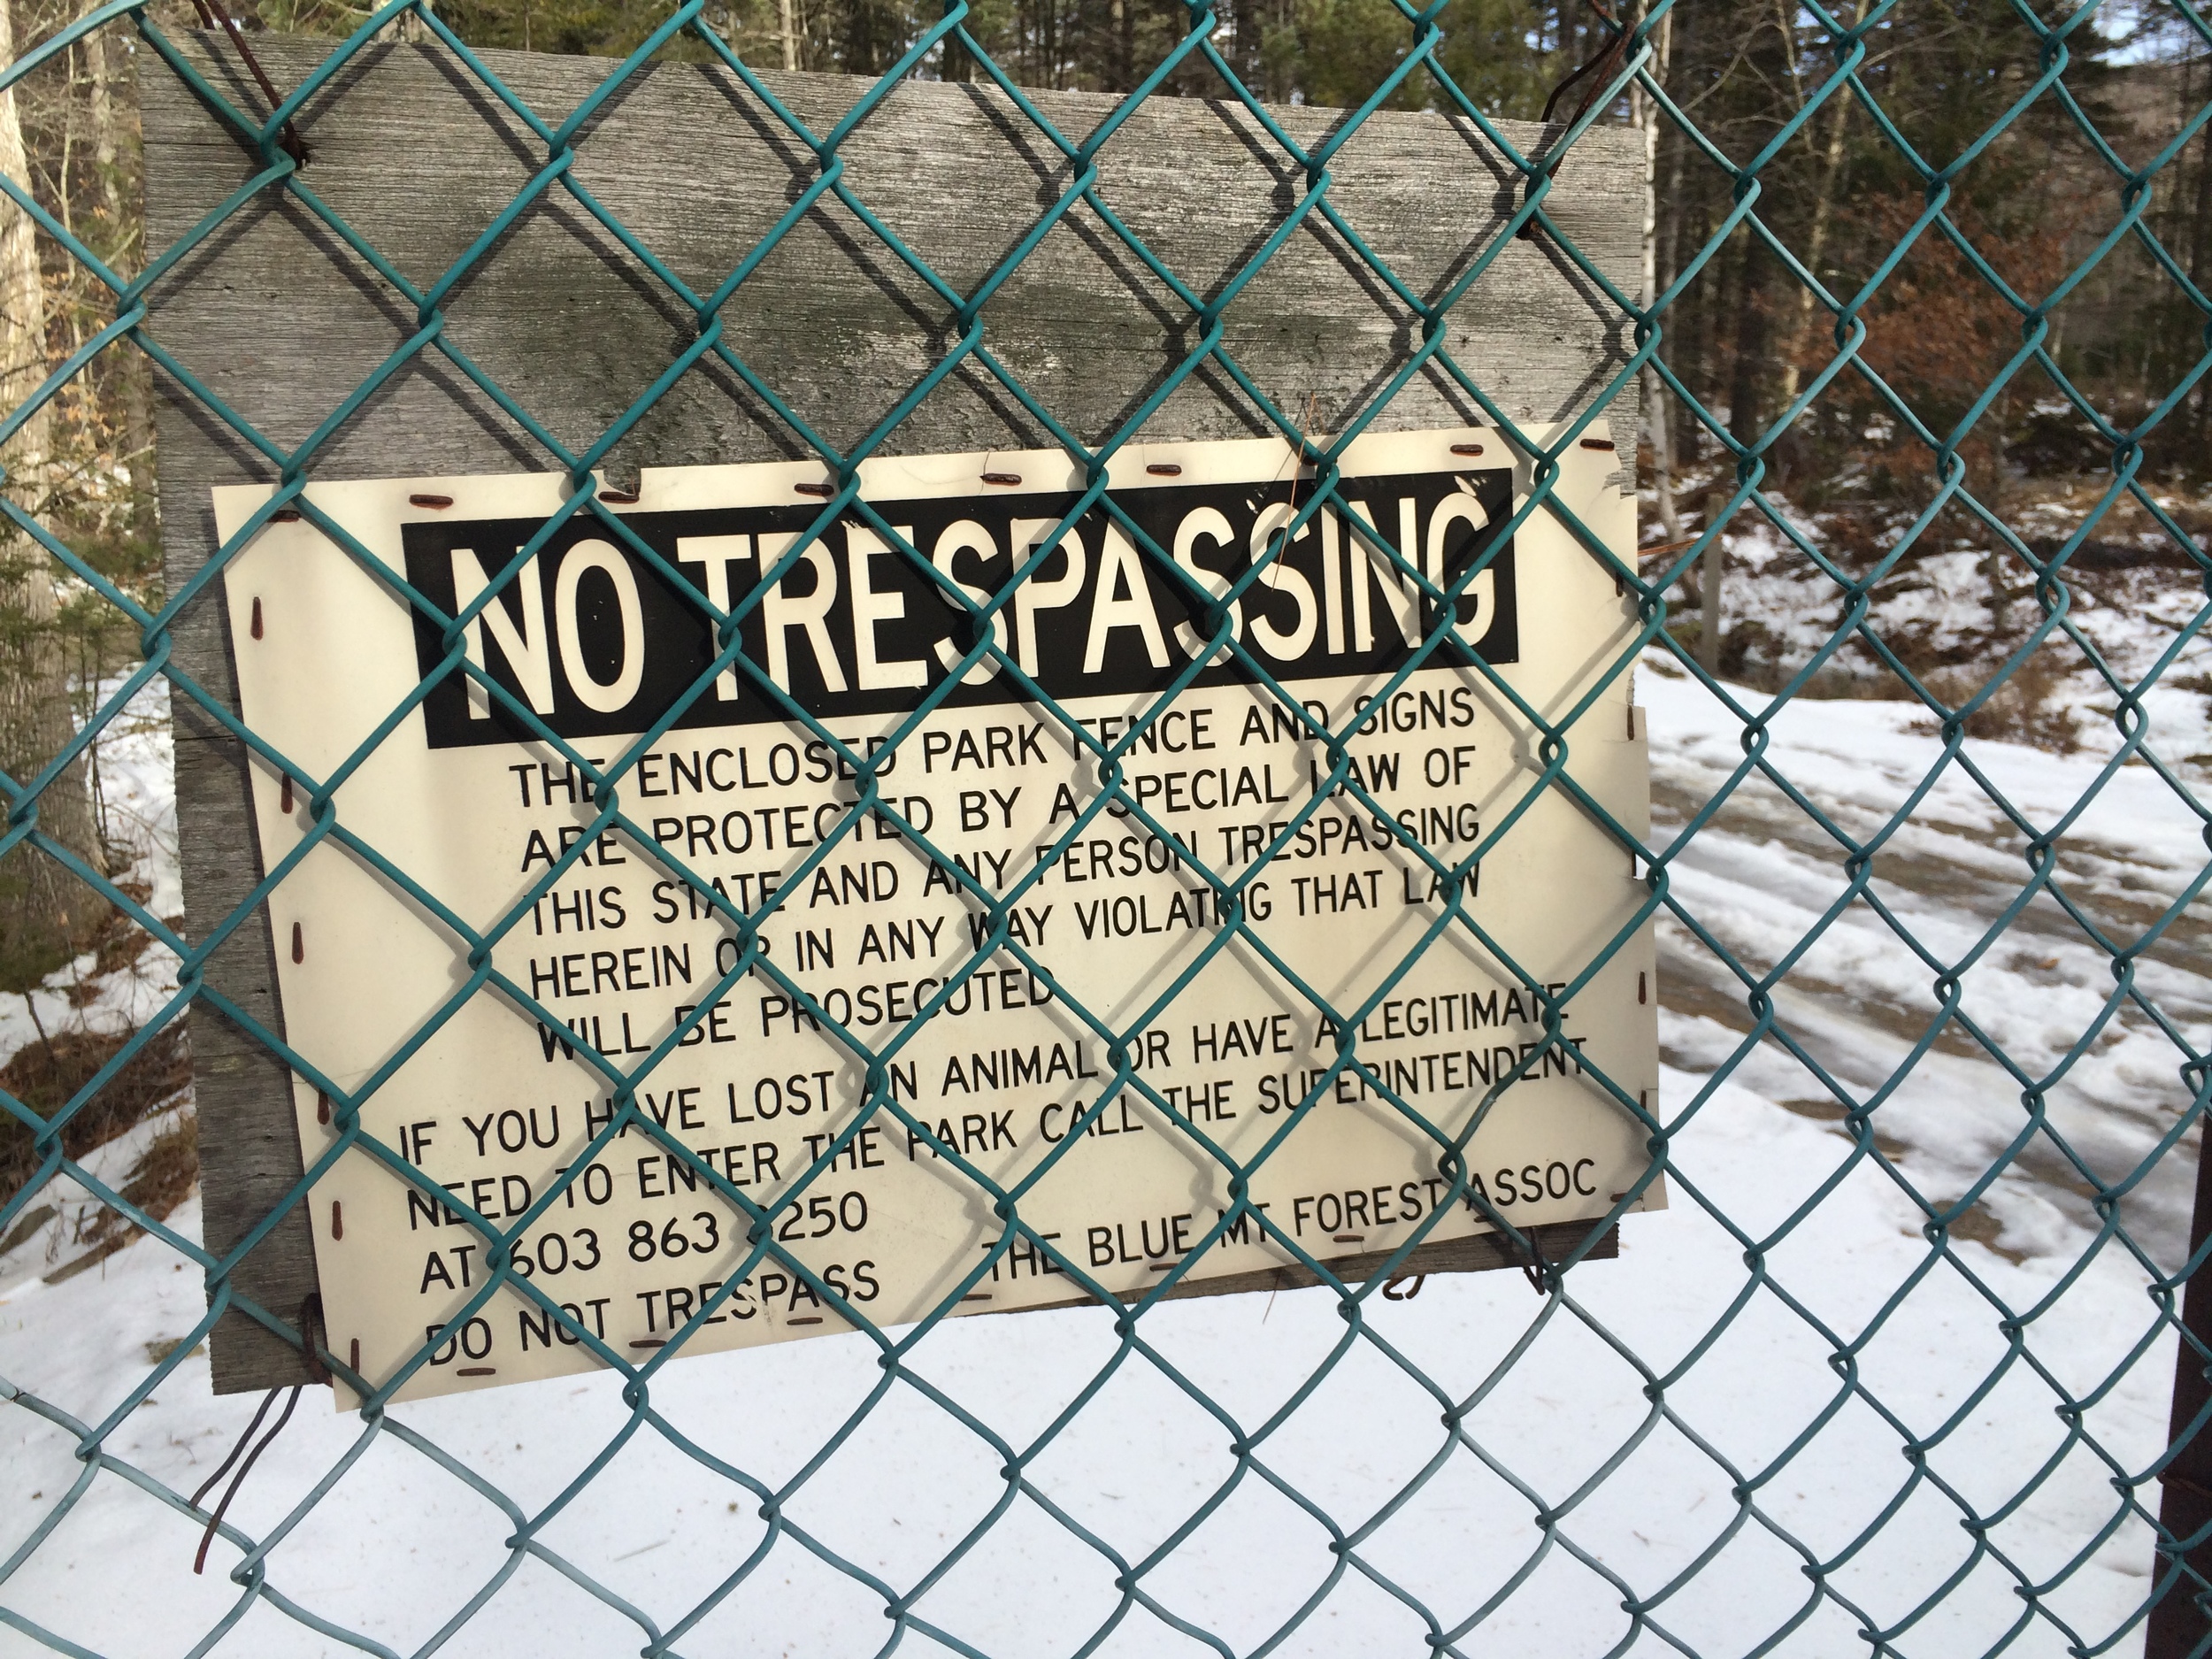 NO TRESPASSING
THE ENCLOSED PARK FENCE AND SIGNS
ARE PROTECTED BY A SPECIAL LAW OF
THIS STATE AND ANY PERSON TRESPASSING
HEREIN OR IN ANY WAY VIOLATING THAT LAW
WILL BE PROSECUTED
IF YOU HAVE LOST AN ANIMAL OR HAVE A LEGITIMATE
NEED TO ENTER THE PARK CALL THE SUPERINTENDENT
AT 603 863
DO NOT TRESPASS THE BLUE MT FOREST ASSOC